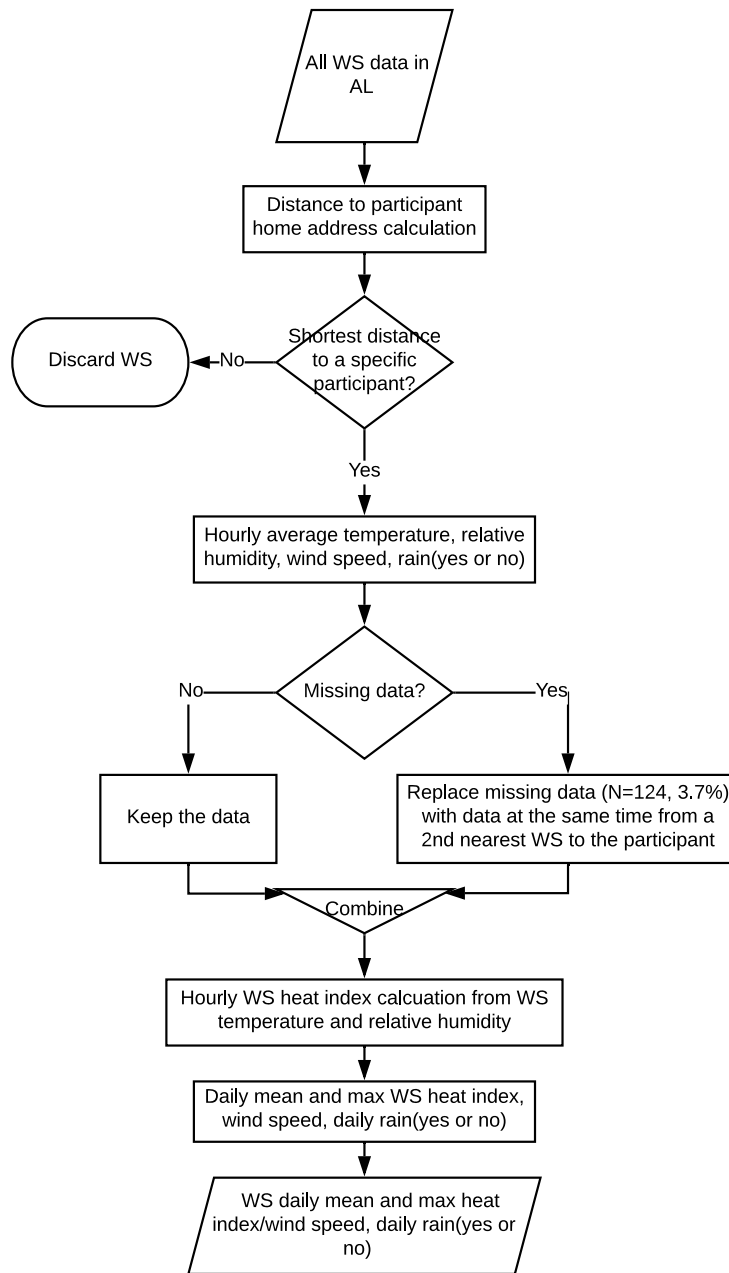 All WS data in
AL
Distance to participant
home address calculation
Shortest distance
to a specific
participant?
No
Discard WS
Yes
Hourly average temperature, relative
humidity, wind speed, rain(yes or no)
Missing data?
No
Yes
Keep the data
Replace missing data (N=124, 3.7%)
with data at the same time from a
2nd nearest WS to the participant
Combine
Hourly WS heat index calcuation from WS
temperature and relative humidity
Daily mean and max WS heat index,
wind speed, daily rain(yes or no)
WS daily mean and max heat
index/wind speed, daily rain(yes or
no)